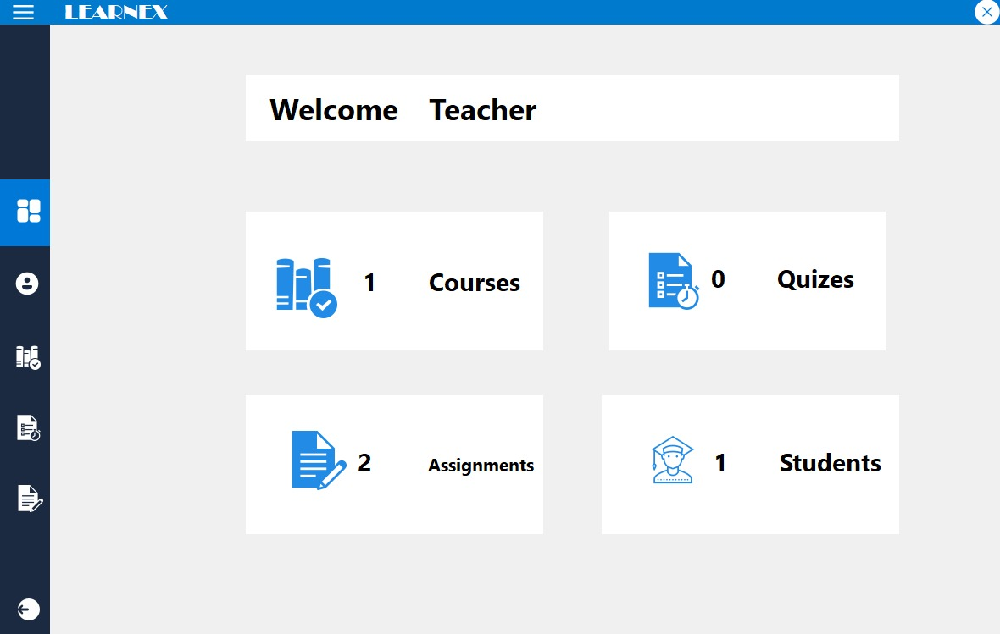 LEARNEX
Welcome Teacher
1 Courses
0 Quizes
2 Assignments
1 Students